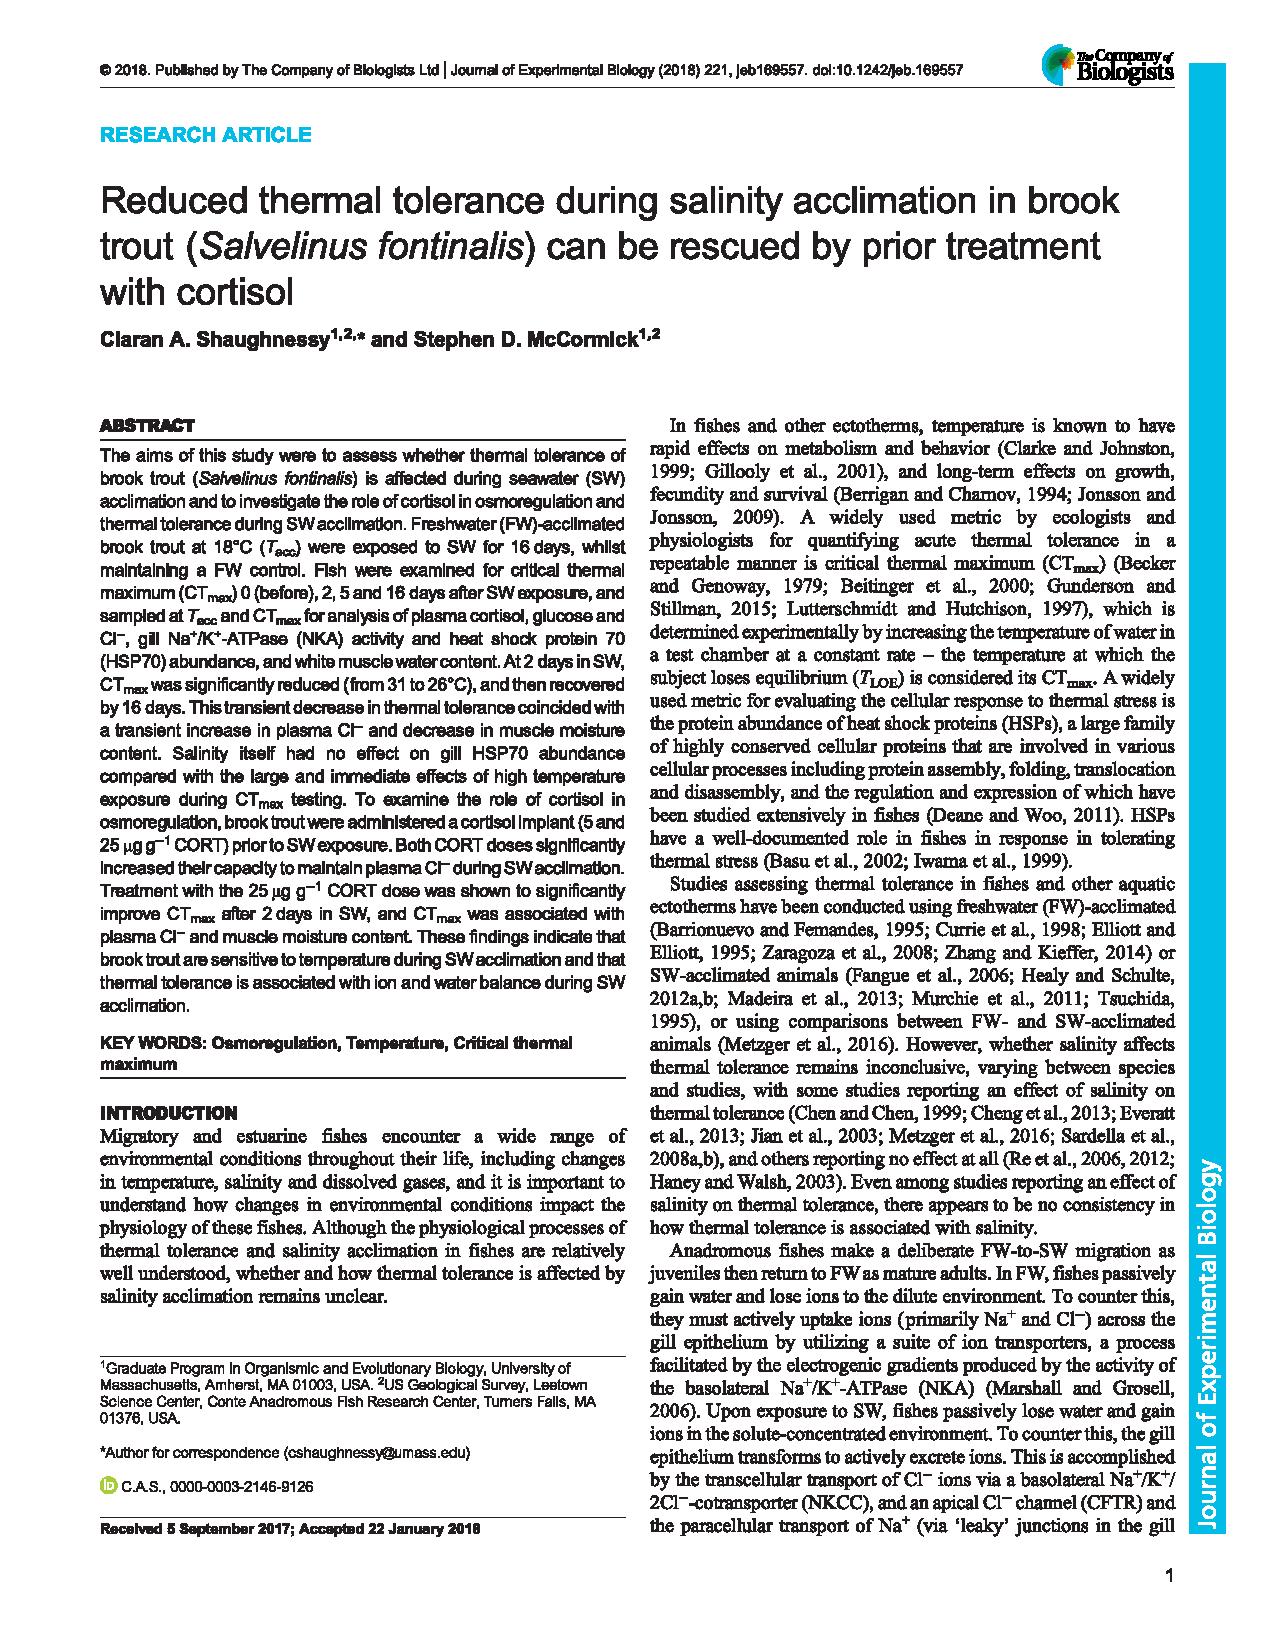 © 2018. Published by The Company of Biologists Ltd | Journal of Experimental Biology (2018) 221, jeb169557. doi:10.1242/jeb.169557
The Company of
Biologists
RESEARCH ARTICLE
Reduced thermal tolerance during salinity acclimation in brook
trout (Salvelinus fontinalis) can be rescued by prior treatment
with cortisol
Ciaran A. Shaughnessy1,2,* and Stephen D. McCormick1,2
ABSTRACT
The aims of this study were to assess whether thermal tolerance of
brook trout (Salvelinus fontinalis) is affected during seawater (SW)
acclimation and to investigate the role of cortisol in osmoregulation and
thermal tolerance during SW acclimation. Freshwater (FW)-acclimated
brook trout at 18°C (Tacc) were exposed to SW for 16 days, whilst
maintaining a FW control. Fish were examined for critical thermal
maximum (CTmax) 0 (before), 2, 5 and 16 days after SW exposure, and
sampled at Tacc and CTmax for analysis of plasma cortisol, glucose and
Cl−, gill Na+/K+-ATPase (NKA) activity and heat shock protein 70
(HSP70) abundance, and white muscle water content. At 2 days in SW,
CTmax was significantly reduced (from 31 to 26°C), and then recovered
by 16 days. This transient decrease in thermal tolerance coincided with
a transient increase in plasma Cl− and decrease in muscle moisture
content. Salinity itself had no effect on gill HSP70 abundance
compared with the large and immediate effects of high temperature
exposure during CTmax testing. To examine the role of cortisol in
osmoregulation, brook trout were administered a cortisol implant (5 and
25 μg g−1 CORT) prior to SW exposure. Both CORT doses significantly
increased their capacity to maintain plasma Cl− during SW acclimation.
Treatment with the 25 μg g−1 CORT dose was shown to significantly
improve CTmax after 2 days in SW, and CTmax was associated with
plasma Cl− and muscle moisture content. These findings indicate that
brook trout are sensitive to temperature during SW acclimation and that
thermal tolerance is associated with ion and water balance during SW
acclimation.
KEY WORDS: Osmoregulation, Temperature, Critical thermal
maximum
INTRODUCTION
Migratory and estuarine fishes encounter a wide range of
environmental conditions throughout their life, including changes
in temperature, salinity and dissolved gases, and it is important to
understand how changes in environmental conditions impact the
physiology of these fishes. Although the physiological processes of
thermal tolerance and salinity acclimation in fishes are relatively
well understood, whether and how thermal tolerance is affected by
salinity acclimation remains unclear.
1Graduate Program in Organismic and Evolutionary Biology, University of
Massachusetts, Amherst, MA 01003, USA. 2US Geological Survey, Leetown
Science Center, Conte Anadromous Fish Research Center, Turners Falls, MA
01376, USA.
*Author for correspondence (cshaughnessy@umass.edu)
iD C.A.S., 0000-0003-2146-9126
Received 5 September 2017; Accepted 22 January 2018
In fishes and other ectotherms, temperature is known to have
rapid effects on metabolism and behavior (Clarke and Johnston,
1999; Gillooly et al., 2001), and long-term effects on growth,
fecundity and survival (Berrigan and Charnov, 1994; Jonsson and
Jonsson, 2009). A widely used metric by ecologists and
physiologists for quantifying acute thermal tolerance in a
repeatable manner is critical thermal maximum (CTmax) (Becker
and Genoway, 1979; Beitinger et al., 2000; Gunderson and
Stillman, 2015; Lutterschmidt and Hutchison, 1997), which is
determined experimentally by increasing the temperature of water in
a test chamber at a constant rate – the temperature at which the
subject loses equilibrium (TLOE) is considered its CTmax. A widely
used metric for evaluating the cellular response to thermal stress is
the protein abundance of heat shock proteins (HSPs), a large family
of highly conserved cellular proteins that are involved in various
cellular processes including protein assembly, folding, translocation
and disassembly, and the regulation and expression of which have
been studied extensively in fishes (Deane and Woo, 2011). HSPs
have a well-documented role in fishes in response in tolerating
thermal stress (Basu et al., 2002; Iwama et al., 1999).
Studies assessing thermal tolerance in fishes and other aquatic
ectotherms have been conducted using freshwater (FW)-acclimated
(Barrionuevo and Fernandes, 1995; Currie et al., 1998; Elliott and
Elliott, 1995; Zaragoza et al., 2008; Zhang and Kieffer, 2014) or
SW-acclimated animals (Fangue et al., 2006; Healy and Schulte,
2012a,b; Madeira et al., 2013; Murchie et al., 2011; Tsuchida,
1995), or using comparisons between FW- and SW-acclimated
animals (Metzger et al., 2016). However, whether salinity affects
thermal tolerance remains inconclusive, varying between species
and studies, with some studies reporting an effect of salinity on
thermal tolerance (Chen and Chen, 1999; Cheng et al., 2013; Everatt
et al., 2013; Jian et al., 2003; Metzger et al., 2016; Sardella et al.,
2008a,b), and others reporting no effect at all (Re et al., 2006, 2012;
Haney and Walsh, 2003). Even among studies reporting an effect of
salinity on thermal tolerance, there appears to be no consistency in
how thermal tolerance is associated with salinity.
Anadromous fishes make a deliberate FW-to-SW migration as
juveniles then return to FW as mature adults. In FW, fishes passively
gain water and lose ions to the dilute environment. To counter this,
they must actively uptake ions (primarily Na+ and Cl−) across the
gill epithelium by utilizing a suite of ion transporters, a process
facilitated by the electrogenic gradients produced by the activity of
the basolateral Na+/K+-ATPase (NKA) (Marshall and Grosell,
2006). Upon exposure to SW, fishes passively lose water and gain
ions in the solute-concentrated environment. To counter this, the gill
epithelium transforms to actively excrete ions. This is accomplished
by the transcellular transport of Cl− ions via a basolateral Na+/K+/
2Cl−-cotransporter (NKCC), and an apical Cl− channel (CFTR) and
the paracellular transport of Na+ (via ‘leaky’ junctions in the gill
Journal of Experimental Biology
1